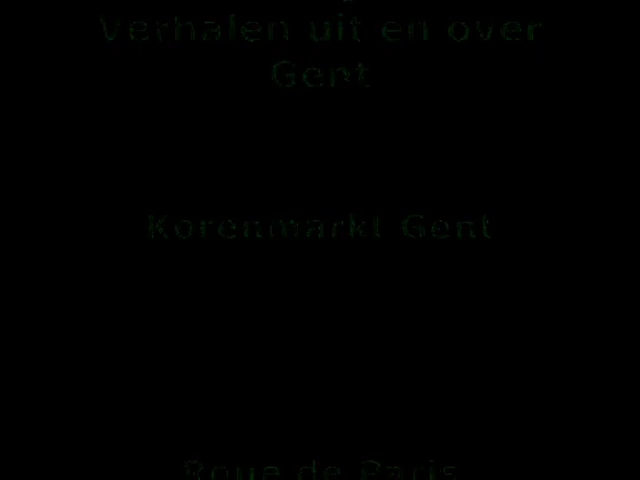 Verhalen uit en over
Gent
Korenmarkt Gent
Roue de Paris